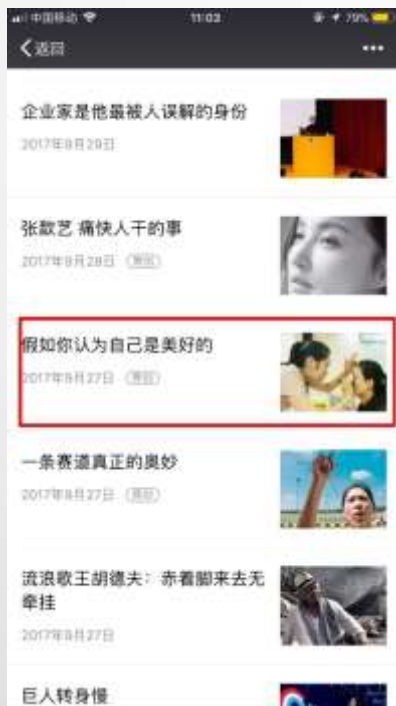 中国移动
11:03
79%
返回
企业家是他最被人误解的身份
2017年9月29日
张歆艺 痛快人干的事
2017年9月28日 原创
假如你认为自己是美好的
2017年9月27日 原创
一条赛道真正的奥妙
2017年9月27日 原创
流浪歌王胡德夫：赤着脚来去无
牵挂
2017年9月27日
巨人转身慢